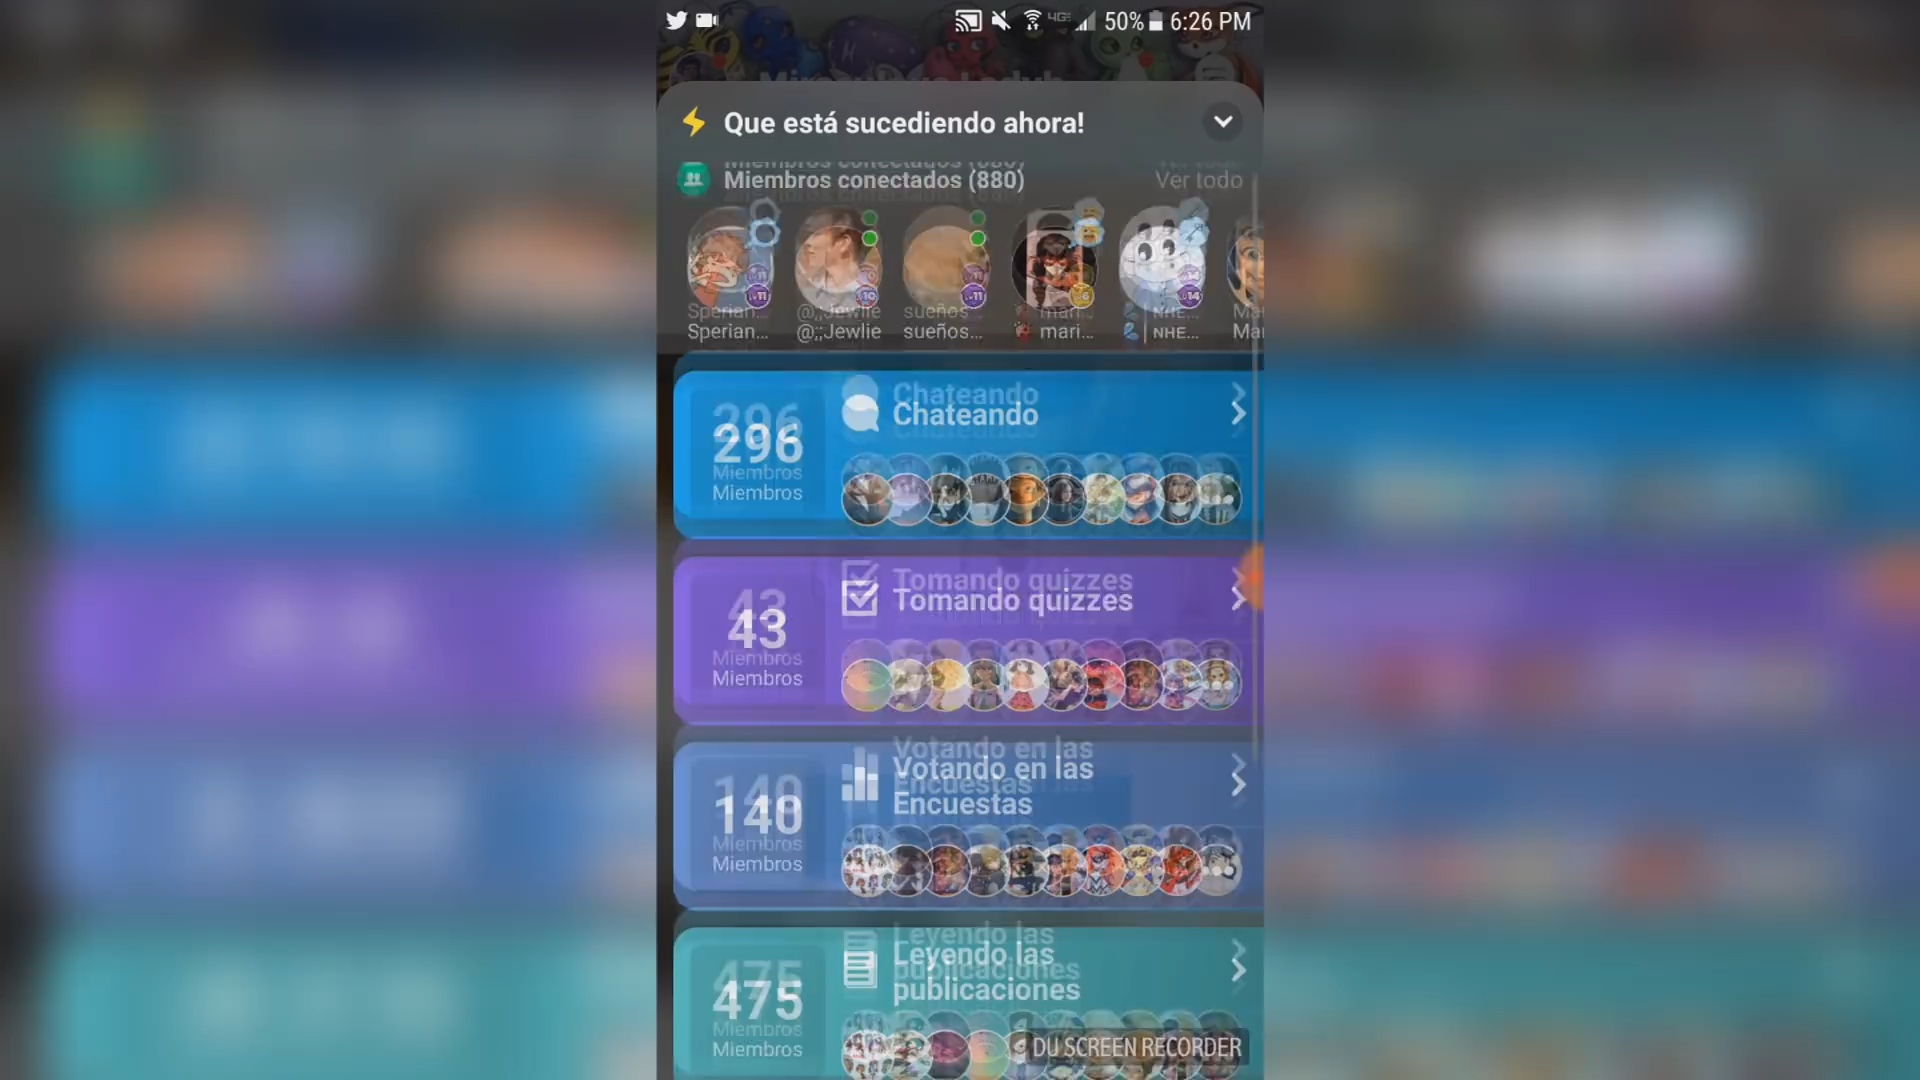 4GE 50% 6:26 PM
Que está sucediendo ahora!
Miembros conectados (880) Ver todo
Sperian... @;;Jewlie sueños... mari... | NHE...
296 Miembros
Chateando
43 Miembros
Tomando quizzes
140 Miembros
Votando en las
Encuestas
475 Miembros
Leyendo las
publicaciones
DU SCREEN RECORDER